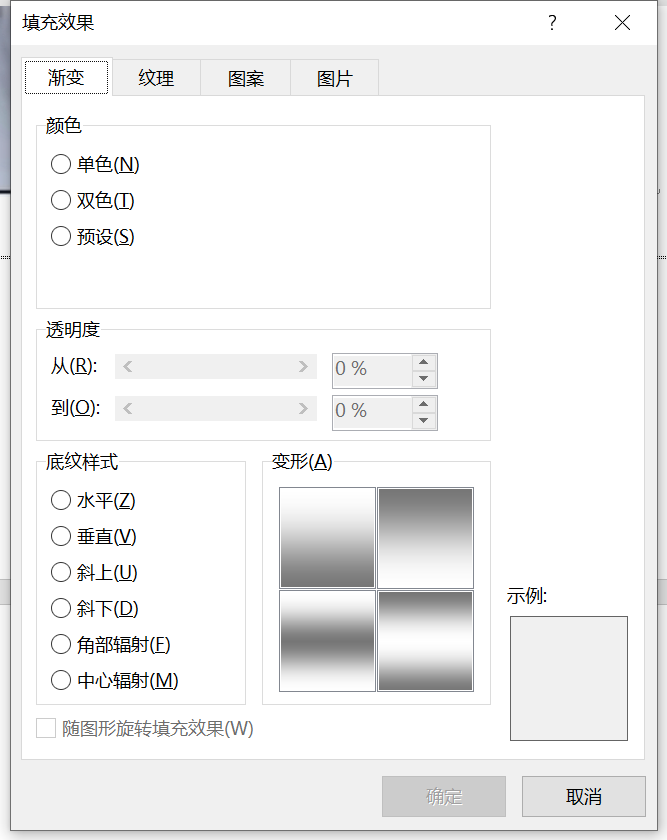 填充效果 ?
渐变 纹理 图案 图片
颜色
单色(N)
双色(T)
预设(S)
透明度
从(R): 0 %
到(O): 0 %
底纹样式 变形(A)
水平(Z)
垂直(V)
斜上(U)
斜下(D)
角部辐射(F)
中心辐射(M)
示例:
随图形旋转填充效果(W)
确定 取消